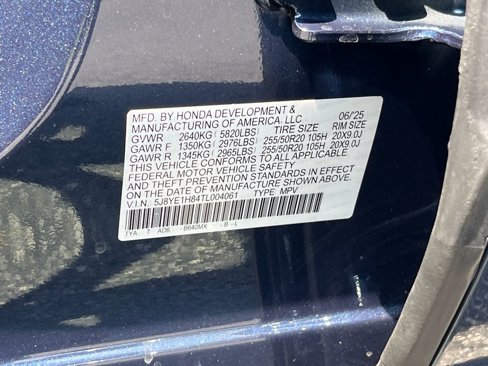 MFD. BY HONDA DEVELOPMENT & 06/25
MANUFACTURING OF AMERICA, LLC
GVWR 2640KG ( 5820LBS) TIRE SIZE RIM SIZE
GAWR F 1350KG ( 2976LBS) 255/50R20 105H 20X9.0J
GAWR R 1345KG ( 2965LBS) 255/50R20 105H 20X9.0J
THIS VEHICLE CONFORMS TO ALL APPLICABLE
FEDERAL MOTOR VEHICLE SAFETY
AND THEFT PREVENTION STANDARDS IN EFFECT
ON THE DATE OF MANUFACTURE SHOWN ABOVE.
V.I.N.: 5J8YE1H84TL004061 TYPE: MPV
TYA T AD6 B640MX -B - L